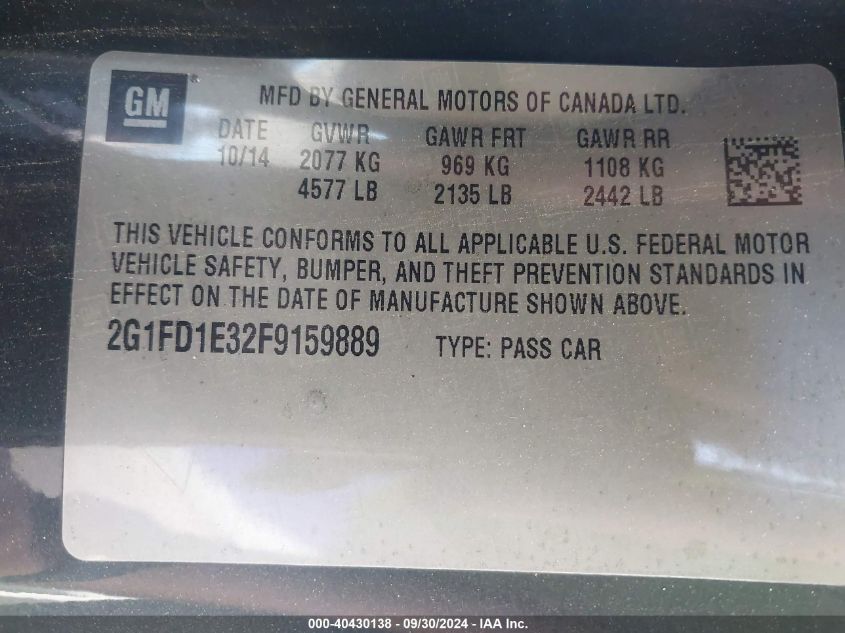 GM®
MFD BY GENERAL MOTORS OF CANADA LTD.
DATE GVWR GAWR FRT GAWR RR
10/14 2077 KG 969 KG 1108 KG
4577 LB 2135 LB 2442 LB
THIS VEHICLE CONFORMS TO ALL APPLICABLE U.S. FEDERAL MOTOR
VEHICLE SAFETY, BUMPER, AND THEFT PREVENTION STANDARDS IN
EFFECT ON THE DATE OF MANUFACTURE SHOWN ABOVE.
2G1FD1E32F9159889 TYPE: PASS CAR
000-40430138 - 09/30/2024 - IAA Inc.